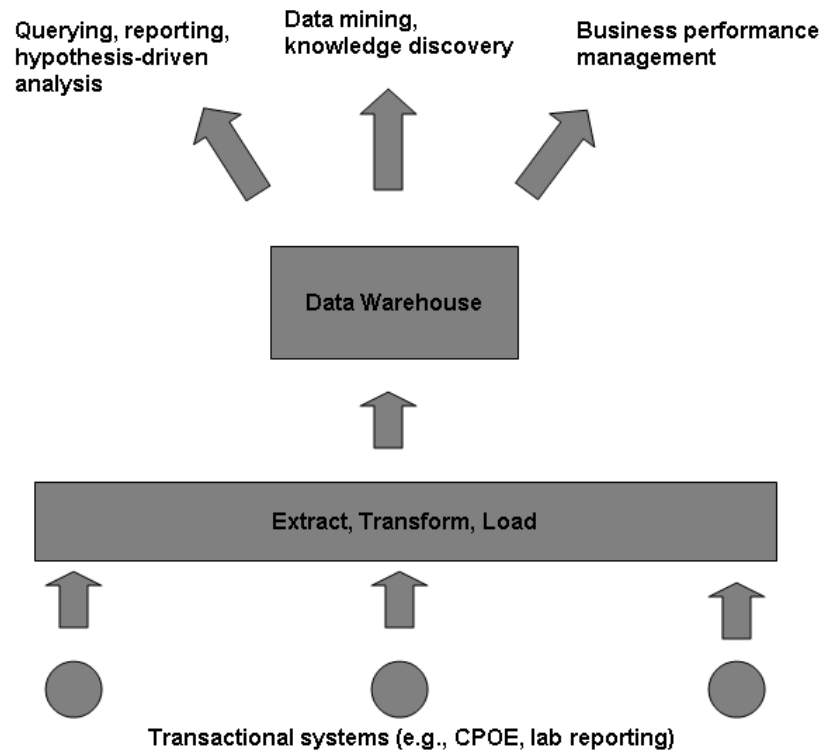 Querying, reporting,
hypothesis-driven
analysis
Data mining,
knowledge discovery
Business performance
management
Data Warehouse
Extract, Transform, Load
Transactional systems (e.g., CPOE, lab reporting)